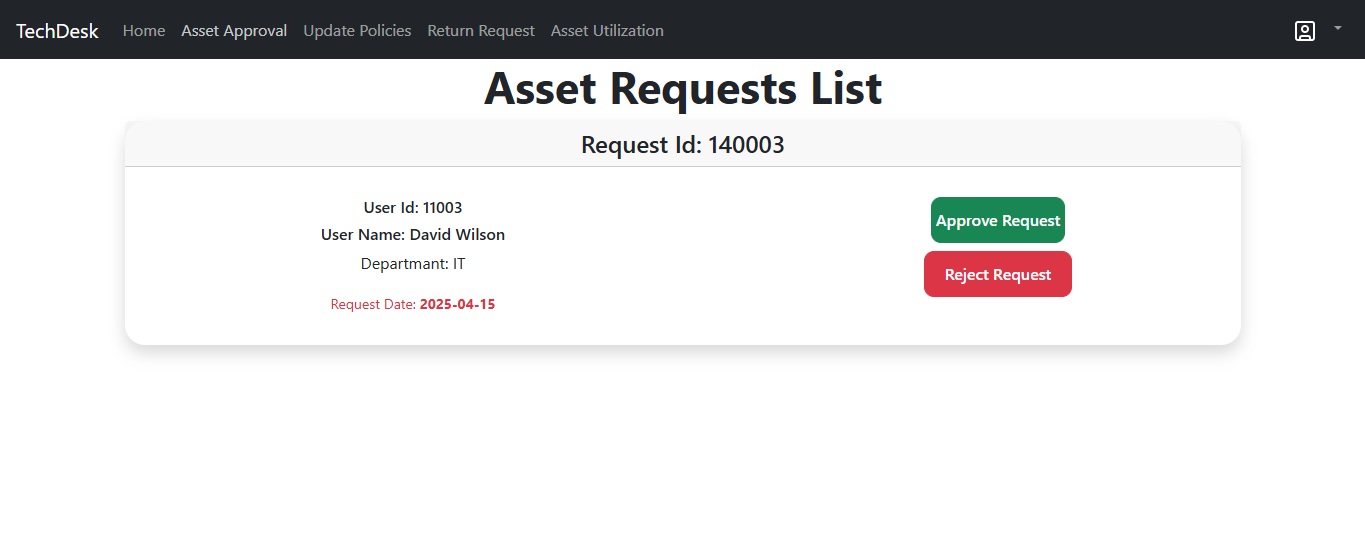 TechDesk Home Asset Approval Update Policies Return Request Asset Utilization
Asset Requests List
Request Id: 140003
User Id: 11003
User Name: David Wilson
Departmant: IT
Request Date: 2025-04-15
Approve Request
Reject Request